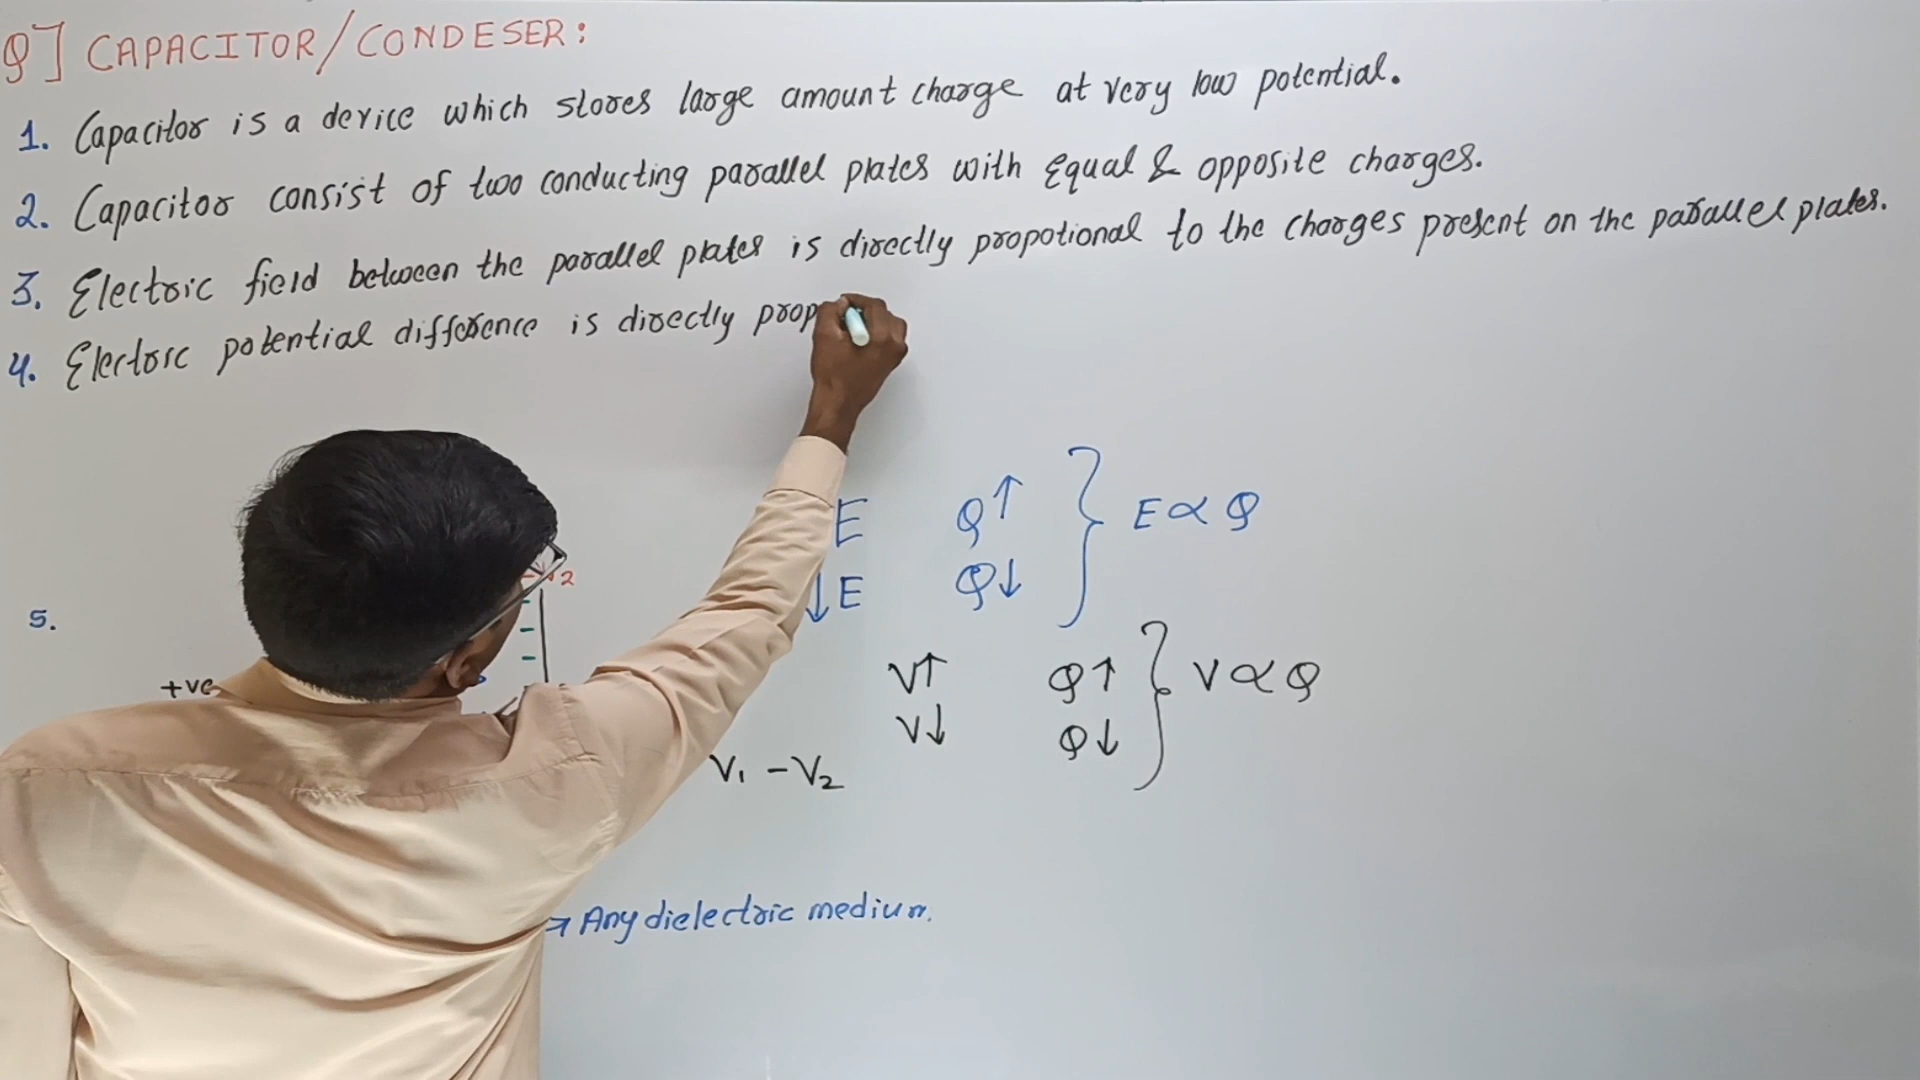 Q] CAPACITOR/CONDESER:
1. Capacitor is a device which stores large amount charge at very low potential.
2. Capacitor consist of two conducting parallel plates with Equal & opposite charges.
3. Electric field between the parallel plates is directly propotional to the charges present on the parallel plates.
4. Electorc potential difference is directly prop
E Q↑ } E ∝ Q
↓E Q↓
2
5.
+ve
V↑ Q↑ } V ∝ Q
V↓ Q↓
V₁ - V₂
→ Any dielectric medium.